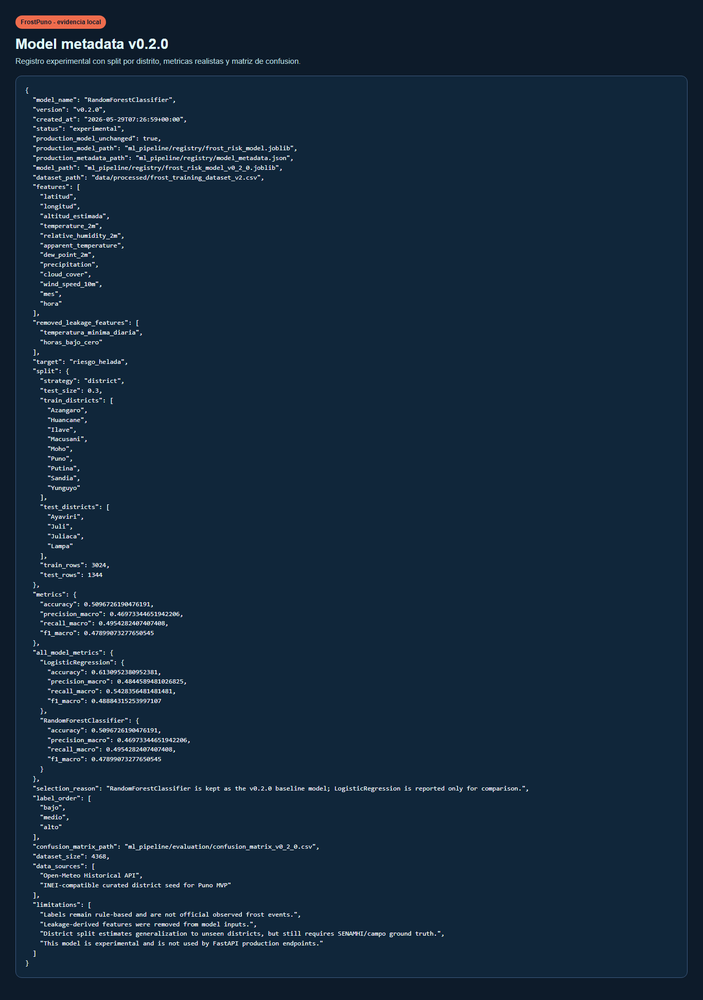 FrostPuno - evidencia local
Model metadata v0.2.0
Registro experimental con split por distrito, metricas realistas y matriz de confusion.
{
  "model_name": "RandomForestClassifier",
  "version": "v0.2.0",
  "created_at": "2026-05-29T07:26:59+00:00",
  "status": "experimental",
  "production_model_unchanged": true,
  "production_model_path": "ml_pipeline/registry/frost_risk_model.joblib",
  "production_metadata_path": "ml_pipeline/registry/model_metadata.json",
  "model_path": "ml_pipeline/registry/frost_risk_model_v0_2_0.joblib",
  "dataset_path": "data/processed/frost_training_dataset_v2.csv",
  "features": [
    "latitud",
    "longitud",
    "altitud_estimada",
    "temperature_2m",
    "relative_humidity_2m",
    "apparent_temperature",
    "dew_point_2m",
    "precipitation",
    "cloud_cover",
    "wind_speed_10m",
    "mes",
    "hora"
  ],
  "removed_leakage_features": [
    "temperatura_minima_diaria",
    "horas_bajo_cero"
  ],
  "target": "riesgo_helada",
  "split": {
    "strategy": "district",
    "test_size": 0.3,
    "train_districts": [
      "Azangaro",
      "Huancane",
      "Ilave",
      "Macusani",
      "Moho",
      "Puno",
      "Putina",
      "Sandia",
      "Yunguyo"
    ],
    "test_districts": [
      "Ayaviri",
      "Juli",
      "Juliaca",
      "Lampa"
    ],
    "train_rows": 3024,
    "test_rows": 1344
  },
  "metrics": {
    "accuracy": 0.5096726190476191,
    "precision_macro": 0.46973344651942206,
    "recall_macro": 0.4954282407407408,
    "f1_macro": 0.47899073277650545
  },
  "all_model_metrics": {
    "LogisticRegression": {
      "accuracy": 0.6130952380952381,
      "precision_macro": 0.4844589481026825,
      "recall_macro": 0.5428356481481481,
      "f1_macro": 0.48884315253997107
    },
    "RandomForestClassifier": {
      "accuracy": 0.5096726190476191,
      "precision_macro": 0.46973344651942206,
      "recall_macro": 0.4954282407407408,
      "f1_macro": 0.47899073277650545
    }
  },
  "selection_reason": "RandomForestClassifier is kept as the v0.2.0 baseline model; LogisticRegression is reported only for comparison.",
  "label_order": [
    "bajo",
    "medio",
    "alto"
  ],
  "confusion_matrix_path": "ml_pipeline/evaluation/confusion_matrix_v0_2_0.csv",
  "dataset_size": 4368,
  "data_sources": [
    "Open-Meteo Historical API",
    "INEI-compatible curated district seed for Puno MVP"
  ],
  "limitations": [
    "Labels remain rule-based and are not official observed frost events.",
    "Leakage-derived features were removed from model inputs.",
    "District split estimates generalization to unseen districts, but still requires SENAMHI/campo ground truth.",
    "This model is experimental and is not used by FastAPI production endpoints."
  ]
}